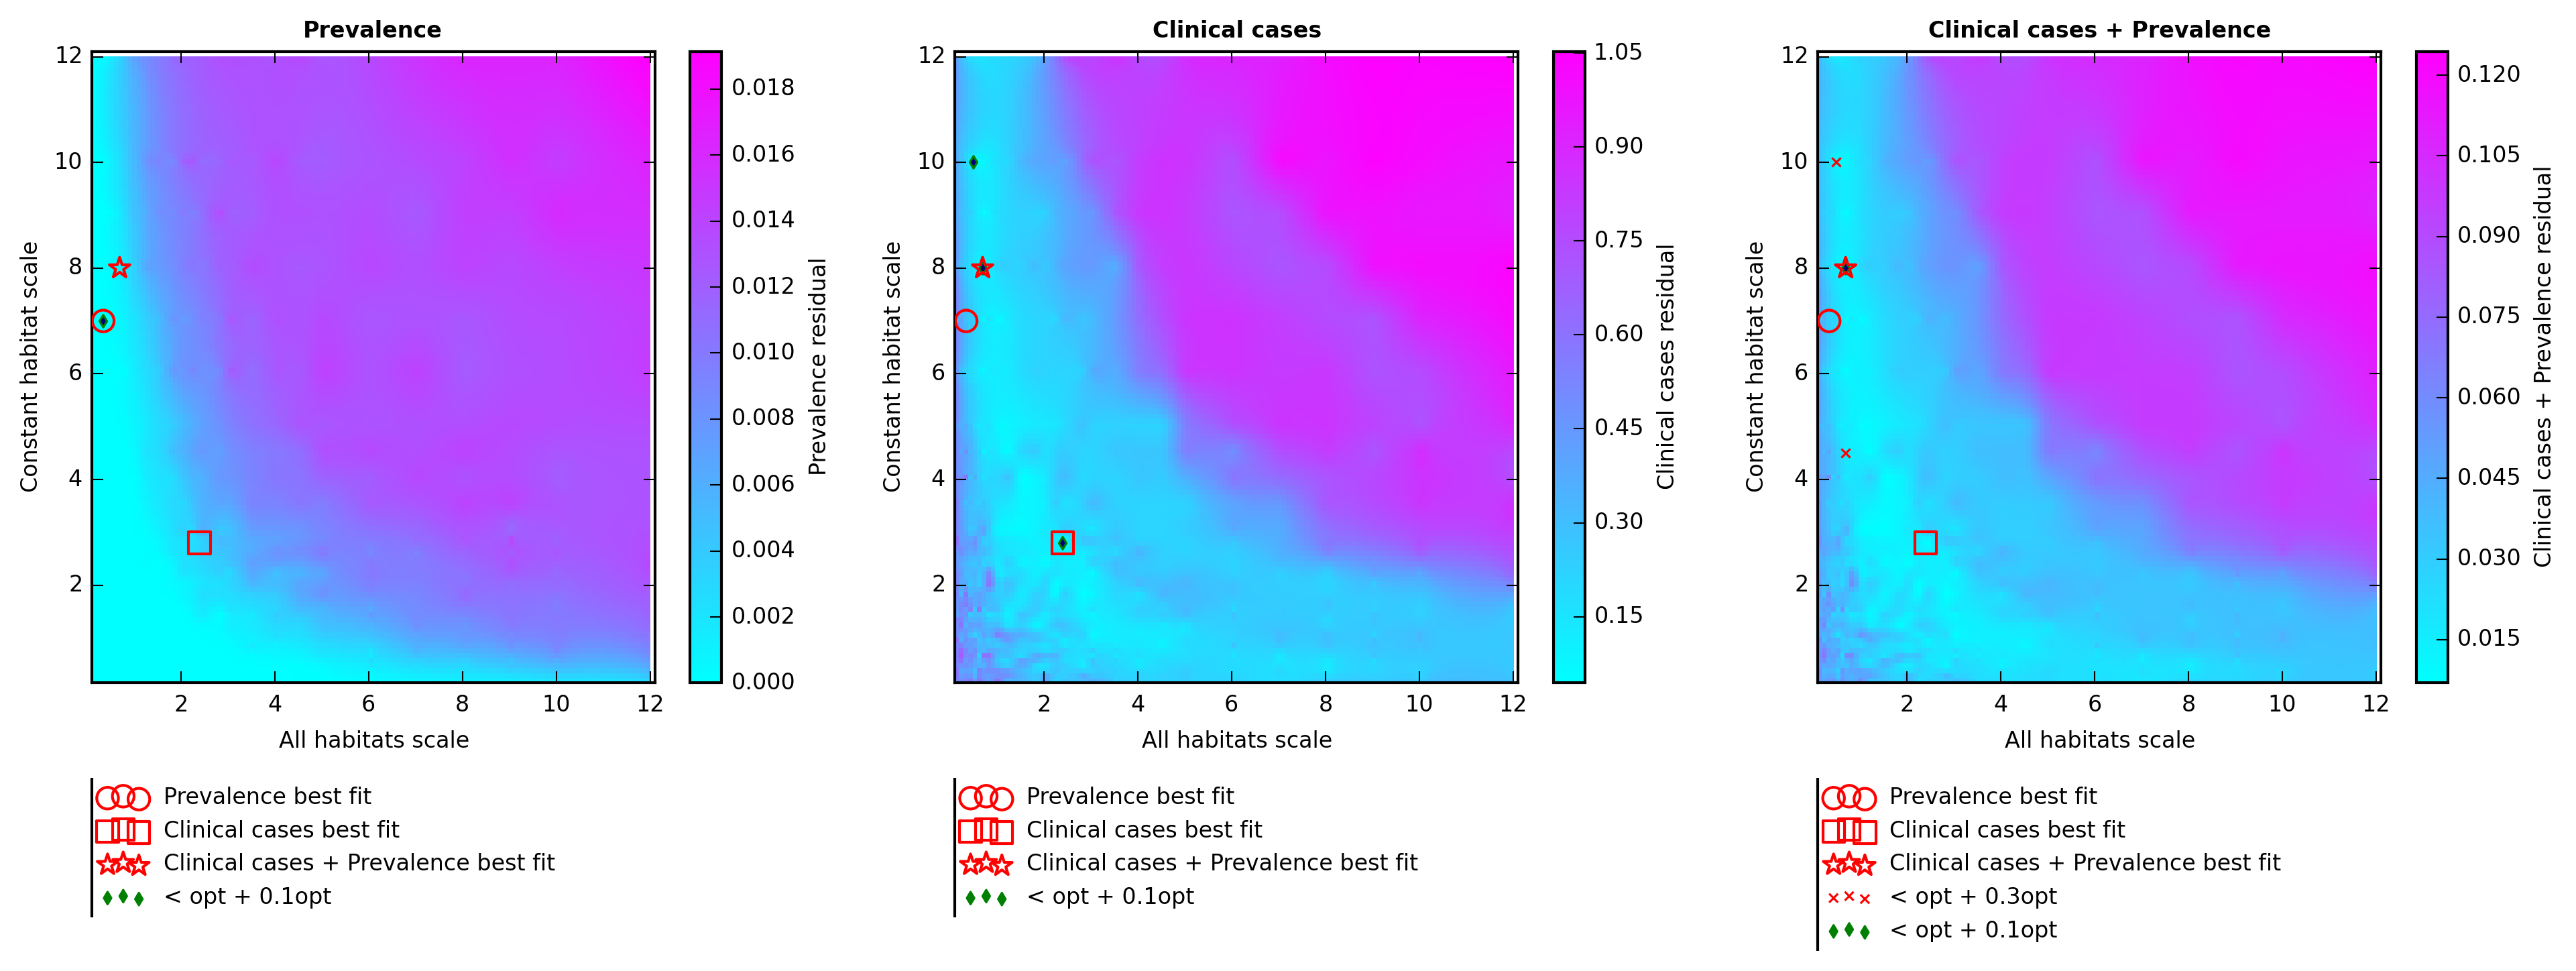 Prevalence
12
10
8
6
4
2
Constant habitat scale
2 4 6 8 10 12
All habitats scale
0.018
0.016
0.014
0.012
0.010
0.008
0.006
0.004
0.002
0.000
Prevalence residual
Prevalence best fit
Clinical cases best fit
Clinical cases + Prevalence best fit
< opt + 0.1opt
Clinical cases
12
10
8
6
4
2
Constant habitat scale
2 4 6 8 10 12
All habitats scale
1.05
0.90
0.75
0.60
0.45
0.30
0.15
Clinical cases residual
Prevalence best fit
Clinical cases best fit
Clinical cases + Prevalence best fit
< opt + 0.1opt
Clinical cases + Prevalence
12
10
8
6
4
2
Constant habitat scale
2 4 6 8 10 12
All habitats scale
0.120
0.105
0.090
0.075
0.060
0.045
0.030
0.015
Clinical cases + Prevalence residual
Prevalence best fit
Clinical cases best fit
Clinical cases + Prevalence best fit
< opt + 0.3opt
< opt + 0.1opt